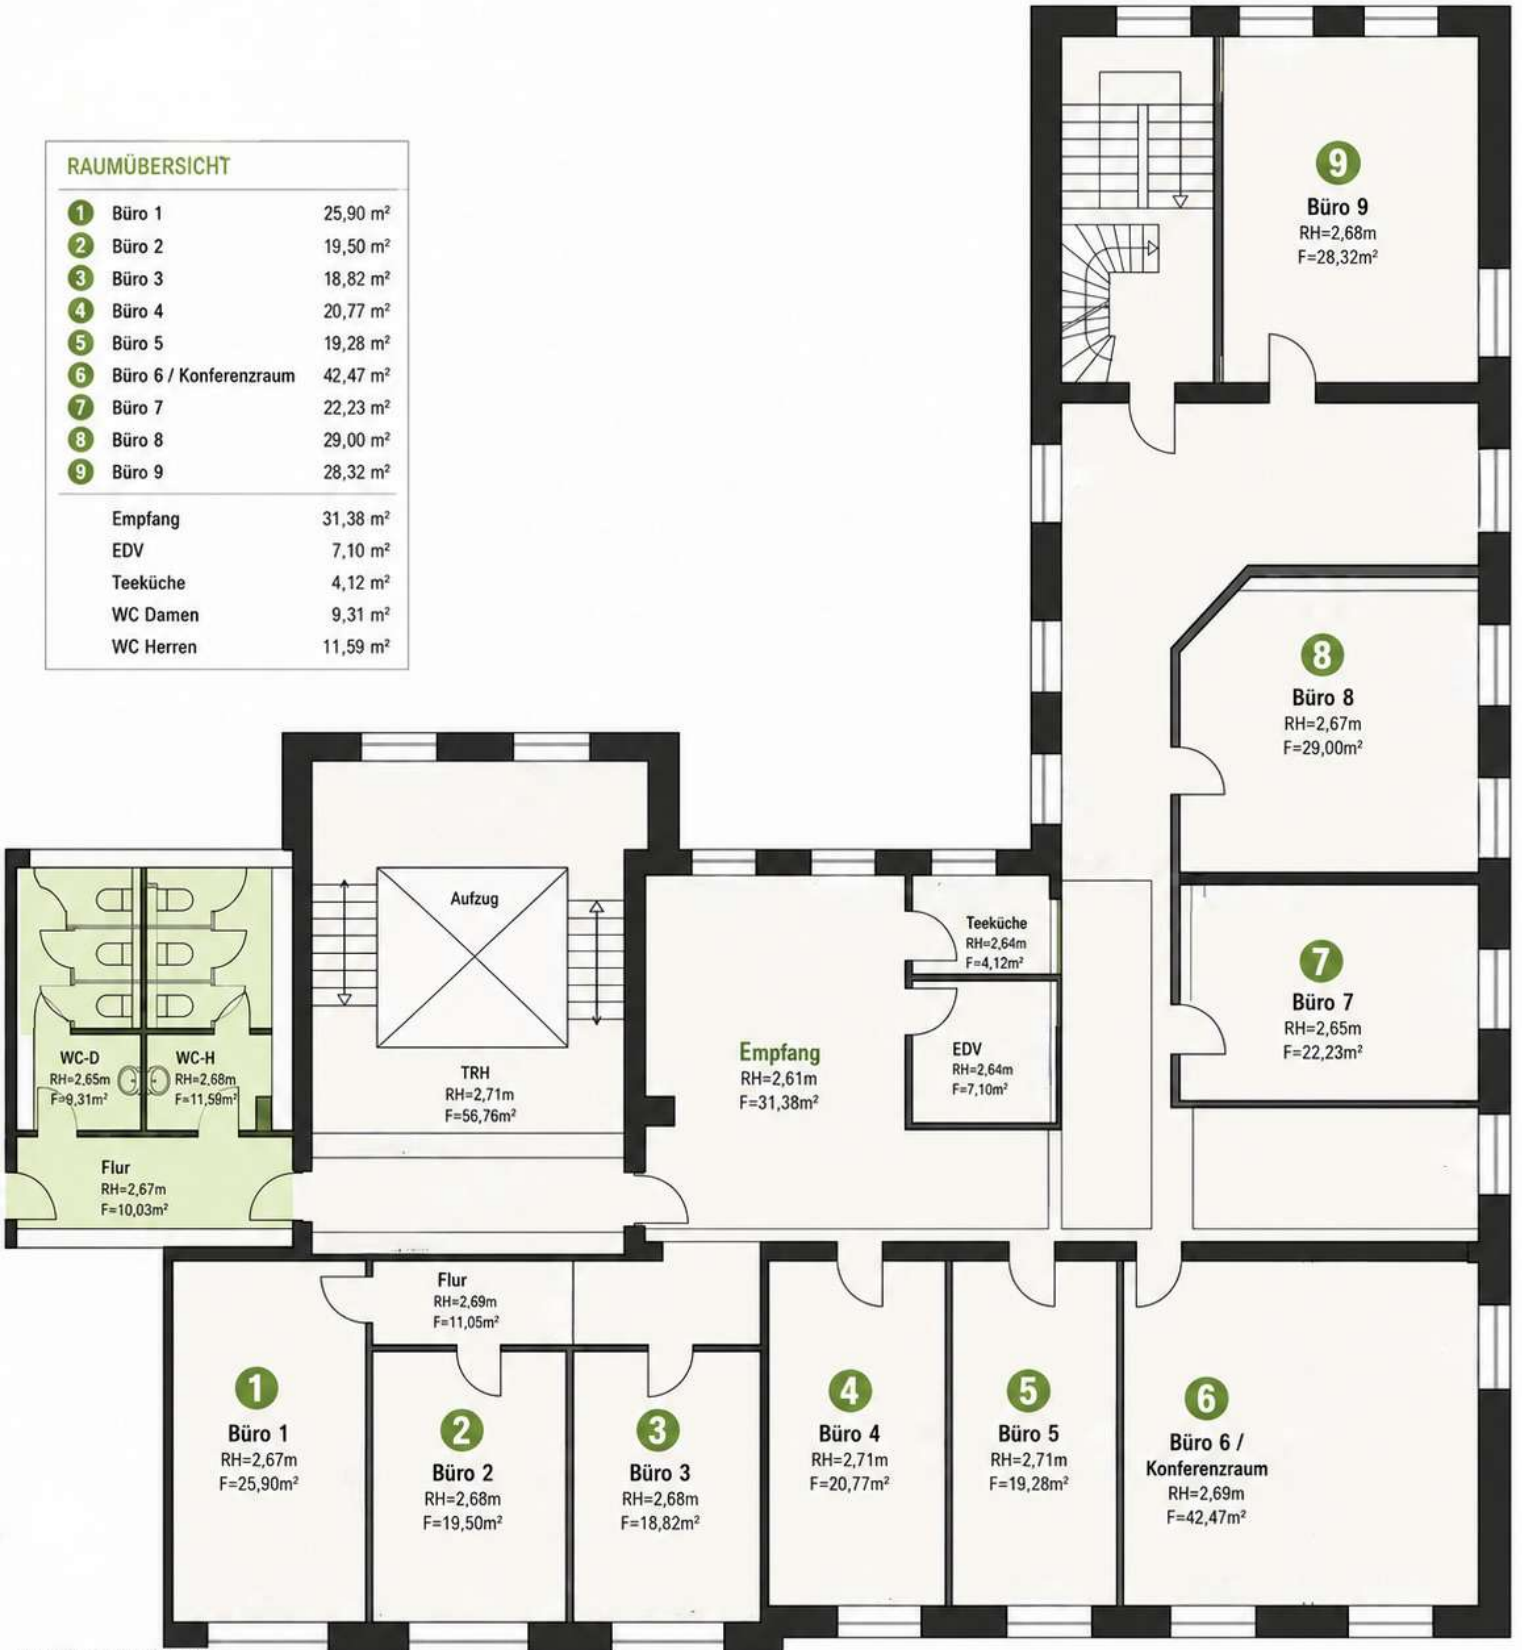 RAUMÜBERSICHT
1 Büro 1 25,90 m²
2 Büro 2 19,50 m²
3 Büro 3 18,82 m²
4 Büro 4 20,77 m²
5 Büro 5 19,28 m²
6 Büro 6 / Konferenzraum 42,47 m²
7 Büro 7 22,23 m²
8 Büro 8 29,00 m²
9 Büro 9 28,32 m²
Empfang 31,38 m²
EDV 7,10 m²
Teeküche 4,12 m²
WC Damen 9,31 m²
WC Herren 11,59 m²
9
Büro 9
RH=2,68m
F=28,32m²
8
Büro 8
RH=2,67m
F=29,00m²
7
Büro 7
RH=2,65m
F=22,23m²
Aufzug
TRH
RH=2,71m
F=56,76m²
Teeküche
RH=2,64m
F=4,12m²
EDV
RH=2,64m
F=7,10m²
Empfang
RH=2,61m
F=31,38m²
WC-D
RH=2,65m
F=9,31m²
WC-H
RH=2,68m
F=11,59m²
Flur
RH=2,67m
F=10,03m²
Flur
RH=2,69m
F=11,05m²
1
Büro 1
RH=2,67m
F=25,90m²
2
Büro 2
RH=2,68m
F=19,50m²
3
Büro 3
RH=2,68m
F=18,82m²
4
Büro 4
RH=2,71m
F=20,77m²
5
Büro 5
RH=2,71m
F=19,28m²
6
Büro 6 /
Konferenzraum
RH=2,69m
F=42,47m²